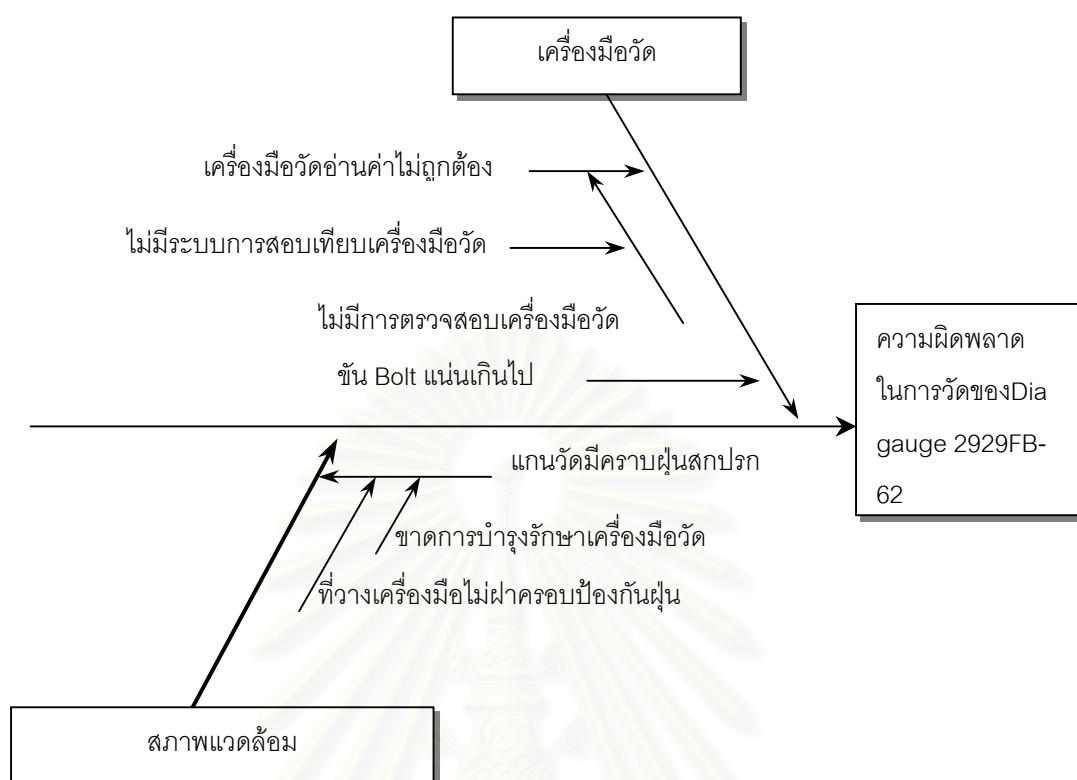 เครื่องมือวัด
เครื่องมือวัดอ่านค่าไม่ถูกต้อง
ไม่มีระบบการสอบเทียบเครื่องมือวัด
ไม่มีการตรวจสอบเครื่องมือวัด
ขัน Bolt แน่นเกินไป
ความผิดพลาด
ในการวัดของDia
gauge 2929FB-
62
แกนวัดมีคราบฝุ่นสกปรก
ขาดการบำรุงรักษาเครื่องมือวัด
ที่วางเครื่องมือไม่ฝาครอบป้องกันฝุ่น
สภาพแวดล้อม